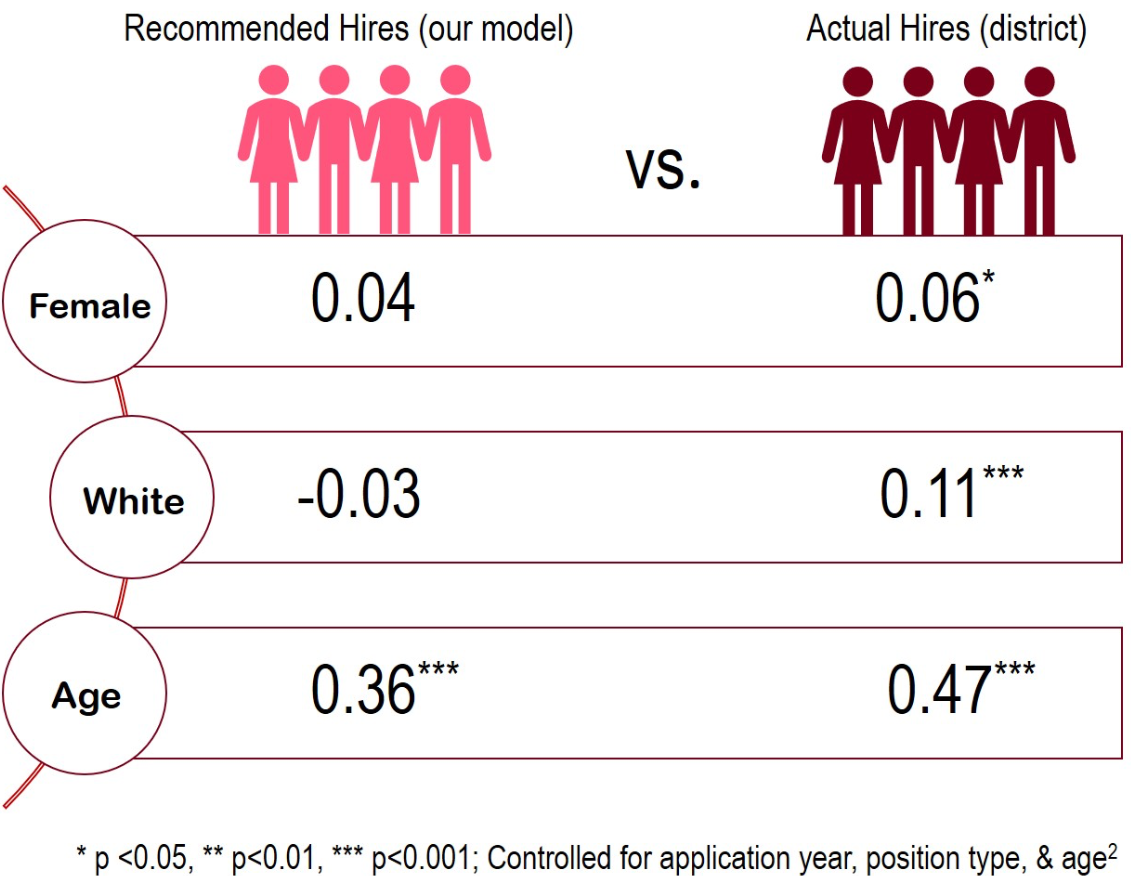 Recommended Hires (our model)
Actual Hires (district)
vs.
Female
0.04
0.06*
White
-0.03
0.11***
Age
0.36***
0.47***
* p <0.05, ** p<0.01, *** p<0.001; Controlled for application year, position type, & age²